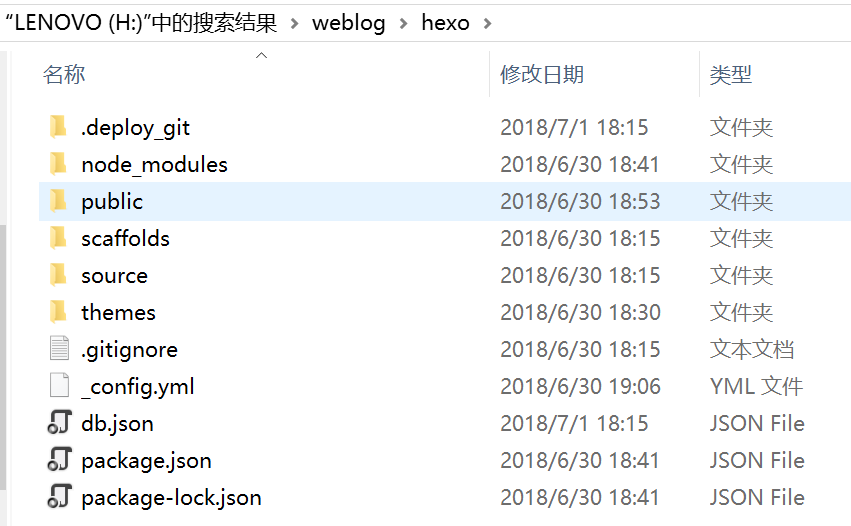 “LENOVO (H:)”中的搜索结果 > weblog > hexo >
名称 修改日期 类型
.deploy_git 2018/7/1 18:15 文件夹
node_modules 2018/6/30 18:41 文件夹
public 2018/6/30 18:53 文件夹
scaffolds 2018/6/30 18:15 文件夹
source 2018/6/30 18:15 文件夹
themes 2018/6/30 18:30 文件夹
.gitignore 2018/6/30 18:15 文本文档
_config.yml 2018/6/30 19:06 YML 文件
db.json 2018/7/1 18:15 JSON File
package.json 2018/6/30 18:41 JSON File
package-lock.json 2018/6/30 18:41 JSON File